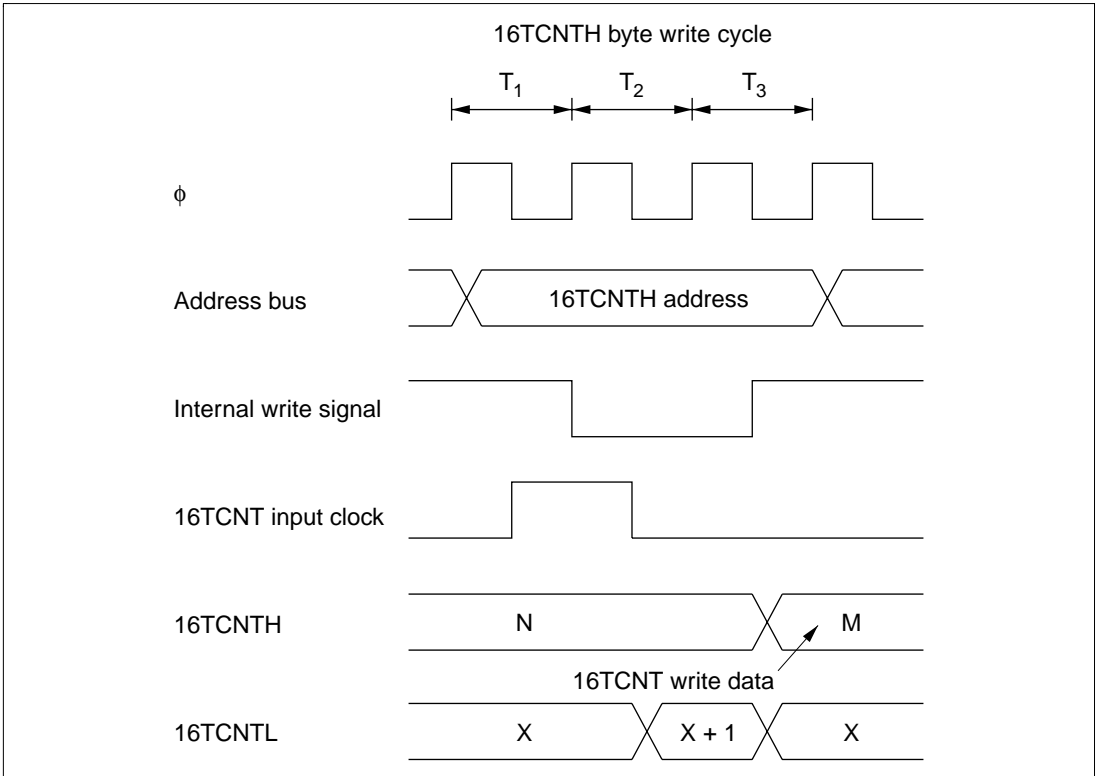 16TCNTH byte write cycle
T1 T2 T3
φ
Address bus 16TCNTH address
Internal write signal
16TCNT input clock
16TCNTH N M
16TCNT write data
16TCNTL X X + 1 X